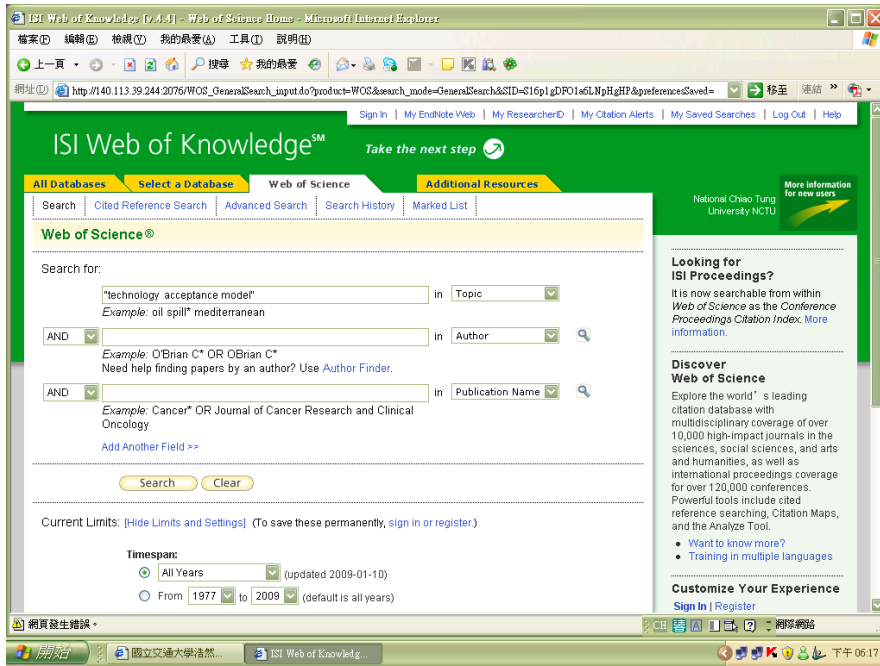 ISI Web of Knowledge [v.4.4] - Web of Science Home - Microsoft Internet Explorer
檔案(F) 編輯(E) 檢視(V) 我的最愛(A) 工具(T) 說明(H)
上一頁 搜尋 我的最愛
網址(D) http://140.113.39.244:2076/WOS_GeneralSearch_input.do?product=WOS&search_mode=GeneralSearch&SID=S16p1gDFO1a6LNpHgHP&preferencesSaved= 移至 連結 »
Sign In | My EndNote Web | My ResearcherID | My Citation Alerts | My Saved Searches | Log Out | Help
ISI Web of Knowledge℠ Take the next step
All Databases Select a Database Web of Science Additional Resources
Search Cited Reference Search Advanced Search Search History Marked List
National Chiao Tung
University NCTU
More information
for new users
Web of Science®
Search for:
"technology acceptance model" in Topic
Example: oil spill* mediterranean
AND in Author
Example: O'Brian C* OR OBrian C*
Need help finding papers by an author? Use Author Finder.
AND in Publication Name
Example: Cancer* OR Journal of Cancer Research and Clinical
Oncology
Add Another Field >>
Search Clear
Current Limits: [Hide Limits and Settings] (To save these permanently, sign in or register.)
Timespan:
All Years (updated 2009-01-10)
From 1977 to 2009 (default is all years)
Looking for
ISI Proceedings?
It is now searchable from within
Web of Science as the Conference
Proceedings Citation Index. More
information.
Discover
Web of Science
Explore the world's leading
citation database with
multidisciplinary coverage of over
10,000 high-impact journals in the
sciences, social sciences, and arts
and humanities, as well as
international proceedings coverage
for over 120,000 conferences.
Powerful tools include cited
reference searching, Citation Maps,
and the Analyze Tool.
Want to know more?
Training in multiple languages
Customize Your Experience
Sign In | Register
網頁發生錯誤。 CH 網際網路
開始 國立交通大學浩然... ISI Web of Knowledg... 下午 06:17